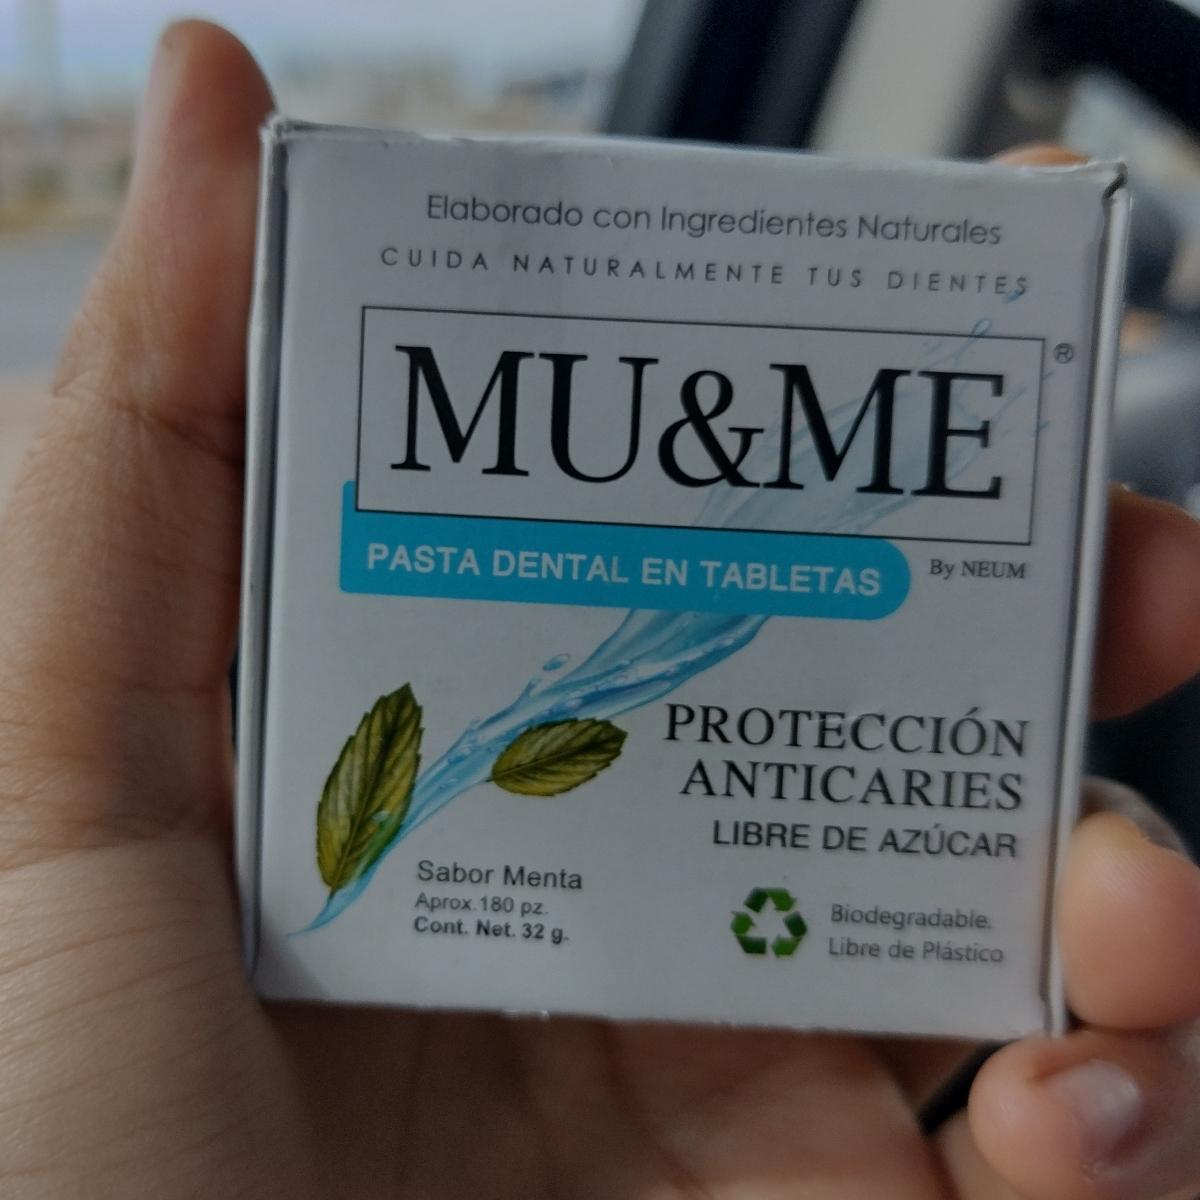 Elaborado con Ingredientes Naturales
CUIDA NATURALMENTE TUS DIENTES
MU&ME®
PASTA DENTAL EN TABLETAS
By NEUM
PROTECCIÓN
ANTICARIES
LIBRE DE AZÚCAR
Sabor Menta
Aprox.180 pz.
Cont. Net. 32 g.
Biodegradable.
Libre de Plástico